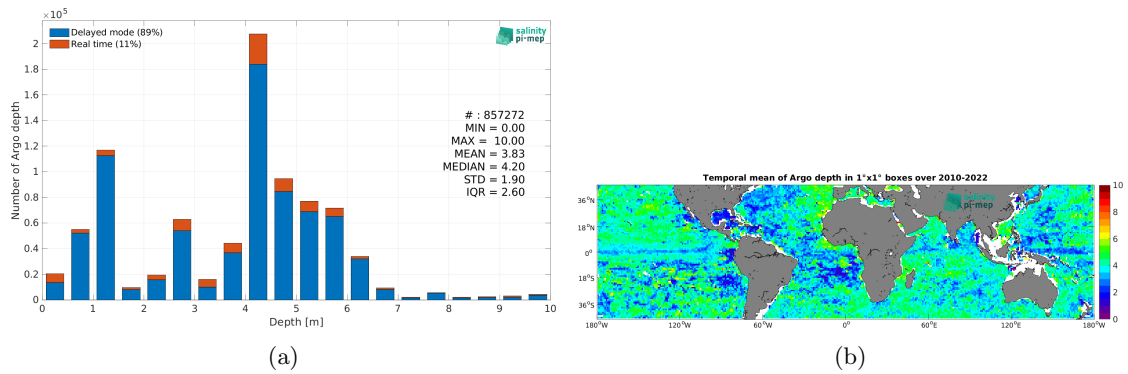 ×10⁵
Delayed mode (89%)
Real time (11%)
salinity
pi-mep
2
1.8
1.6
1.4
1.2
1
0.8
0.6
0.4
0.2
0
Number of Argo depth
# : 857272
MIN = 0.00
MAX = 10.00
MEAN = 3.83
MEDIAN = 4.20
STD = 1.90
IQR = 2.60
0 1 2 3 4 5 6 7 8 9 10
Depth [m]
(a)
Temporal mean of Argo depth in 1°x1° boxes over 2010-2022
salinity
pi-mep
36°N
18°N
0°
18°S
36°S
180°W 120°W 60°W 0° 60°E 120°E 180°W
10
8
6
4
2
0
(b)